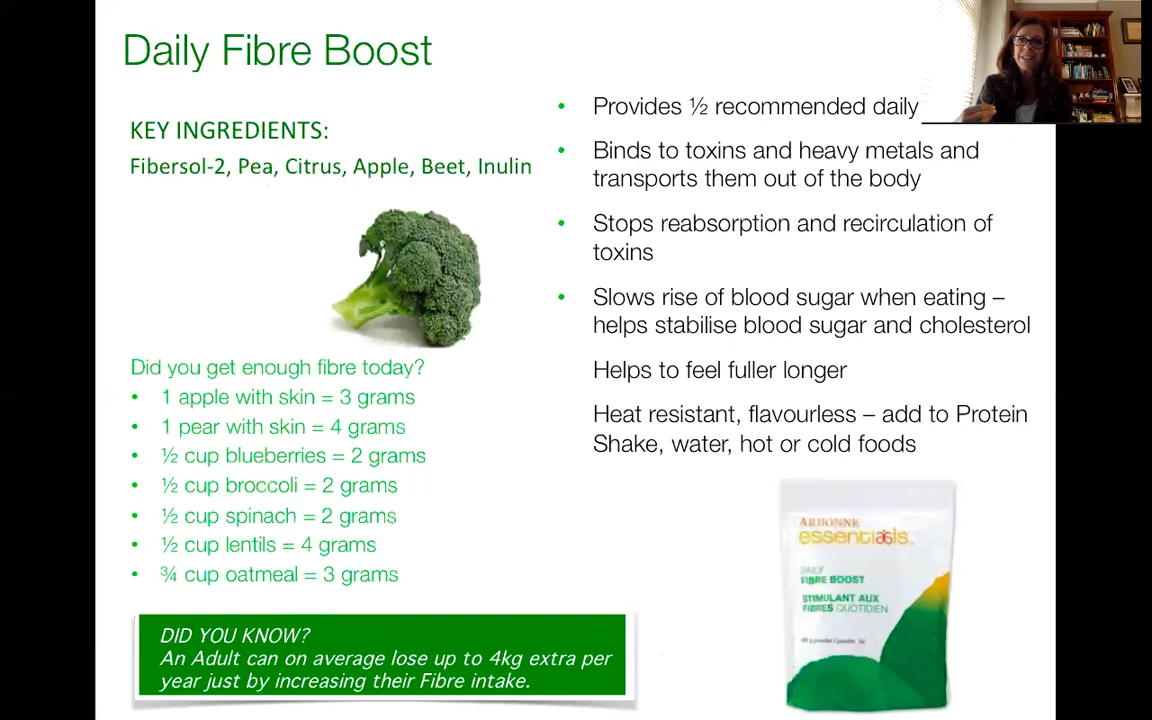 Daily Fibre Boost
KEY INGREDIENTS:
Fibersol-2, Pea, Citrus, Apple, Beet, Inulin
Did you get enough fibre today?
• 1 apple with skin = 3 grams
• 1 pear with skin = 4 grams
• ½ cup blueberries = 2 grams
• ½ cup broccoli = 2 grams
• ½ cup spinach = 2 grams
• ½ cup lentils = 4 grams
• ¾ cup oatmeal = 3 grams
DID YOU KNOW?
An Adult can on average lose up to 4kg extra per
year just by increasing their Fibre intake.
• Provides ½ recommended daily
• Binds to toxins and heavy metals and
transports them out of the body
• Stops reabsorption and recirculation of
toxins
• Slows rise of blood sugar when eating –
helps stabilise blood sugar and cholesterol
Helps to feel fuller longer
Heat resistant, flavourless – add to Protein
Shake, water, hot or cold foods
ARBONNE
essentials
DAILY
FIBRE BOOST
STIMULANT AUX
FIBRES QUOTIDIEN